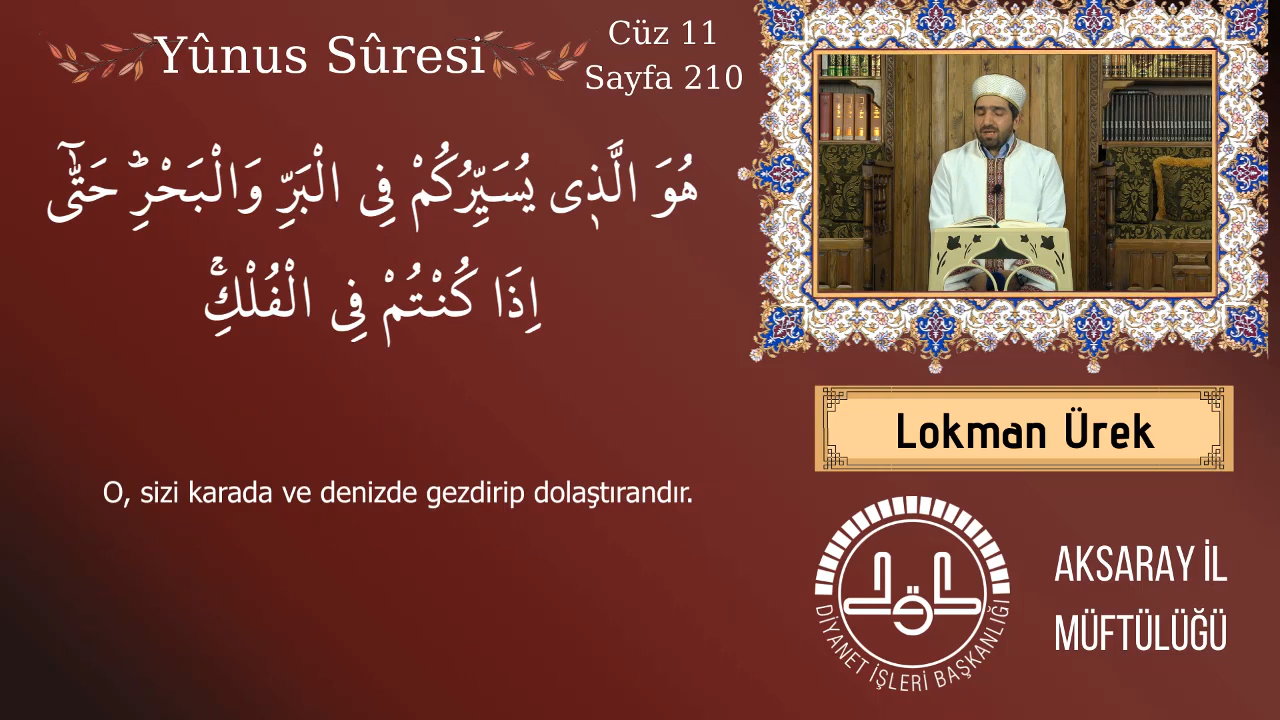 Yûnus Sûresi
Cüz 11
Sayfa 210
هُوَ الَّذ۪ي يُسَيِّرُكُمْ فِي الْبَرِّ وَالْبَحْرِۜ حَتّٰٓى
اِذَا كُنْتُمْ فِي الْفُلْكِۚ
O, sizi karada ve denizde gezdirip dolaştırandır.
Lokman Ürek
DİYANET İŞLERİ BAŞKANLIĞI
AKSARAY İL
MÜFTÜLÜĞÜ